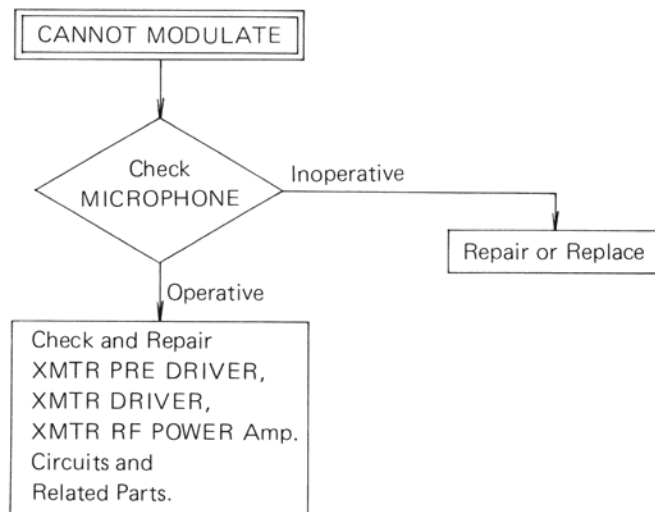 CANNOT MODULATE
Check
MICROPHONE
Inoperative
Repair or Replace
Operative
Check and Repair
XMTR PRE DRIVER,
XMTR DRIVER,
XMTR RF POWER Amp.
Circuits and
Related Parts.